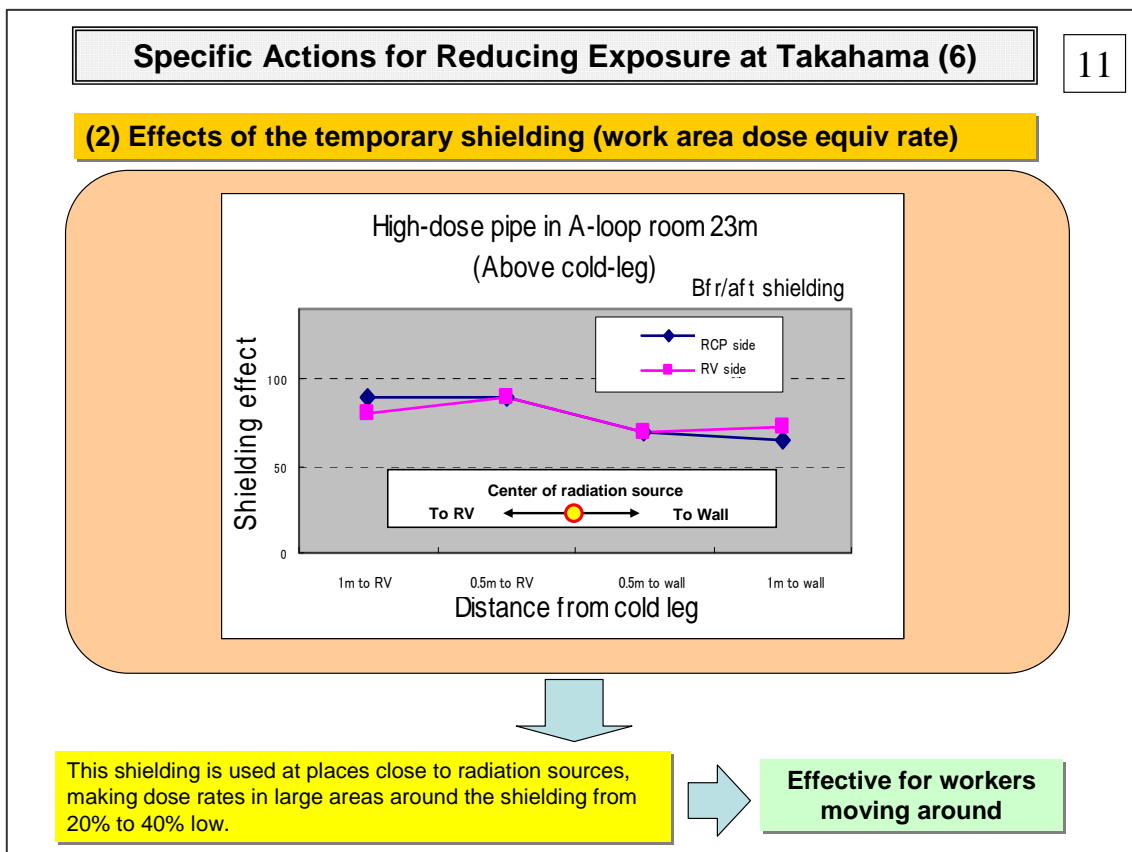 Specific Actions for Reducing Exposure at Takahama (6)
11
(2) Effects of the temporary shielding (work area dose equiv rate)
High-dose pipe in A-loop room 23m
(Above cold-leg)
Bfr/aft shielding
RCP side
RV side
Shielding effect
100
50
0
Center of radiation source
To RV
To Wall
1m to RV
0.5m to RV
0.5m to wall
1m to wall
Distance from cold leg
This shielding is used at places close to radiation sources,
making dose rates in large areas around the shielding from
20% to 40% low.
Effective for workers
moving around